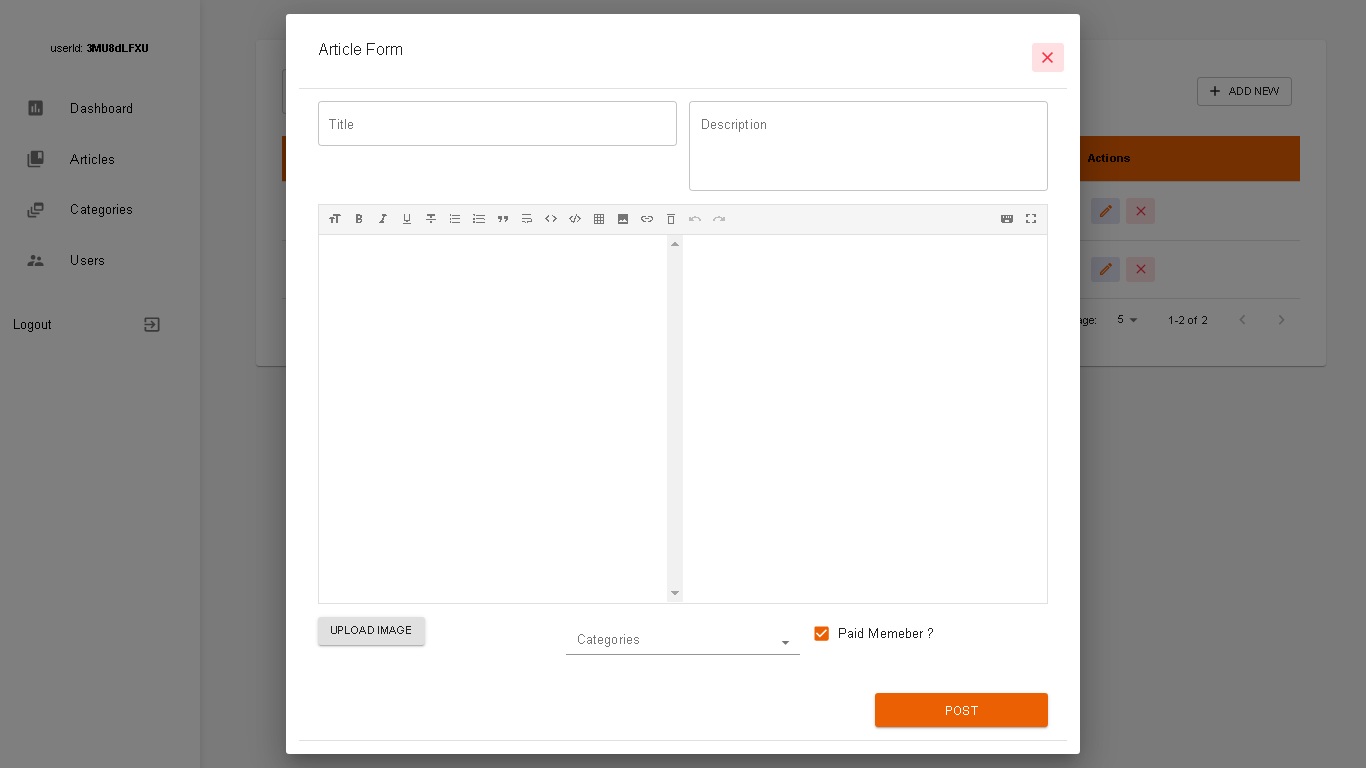 userId: 3MU8dLFXU
Dashboard
Articles
Categories
Users
Logout
Article Form
Title
Description
UPLOAD IMAGE
Categories
Paid Memeber ?
POST
ADD NEW
Actions
age:
5
1-2 of 2